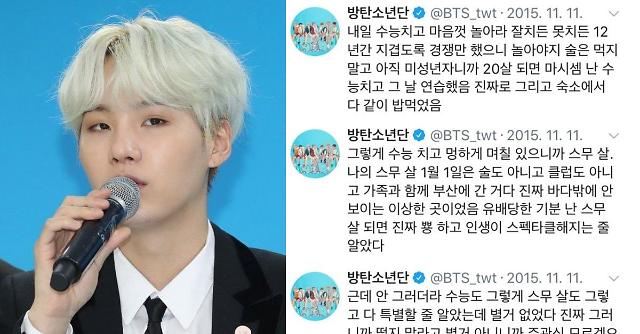 방탄소년단 @BTS_twt · 2015. 11. 11.
내일 수능치고 마음껏 놀아라 잘치든 못치든 12
년간 지겹도록 경쟁만 했으니 놀아야지 술은 먹지
말고 아직 미성년자니까 20살 되면 마시셈 난 수
능치고 그 날 연습했음 진짜로 그리고 숙소에서
다 같이 밥먹었음
방탄소년단 @BTS_twt · 2015. 11. 11.
그렇게 수능 치고 멍하게 며칠 있으니까 스무 살.
나의 스무 살 1월 1일은 술도 아니고 클럽도 아니
고 가족과 함께 부산에 간 거다 진짜 바다밖에 안
보이는 이상한 곳이었음 유배당한 기분 난 스무
살 되면 진짜 뿅 하고 인생이 스펙타클해지는 줄
알았다
방탄소년단 @BTS_twt · 2015. 11. 11.
근데 안 그러더라 수능도 그렇게 스무 살도 그렇
고 다 특별할 줄 알았는데 별거 없었다 진짜 그러
니까 떨지 말라고 별거 아니니까